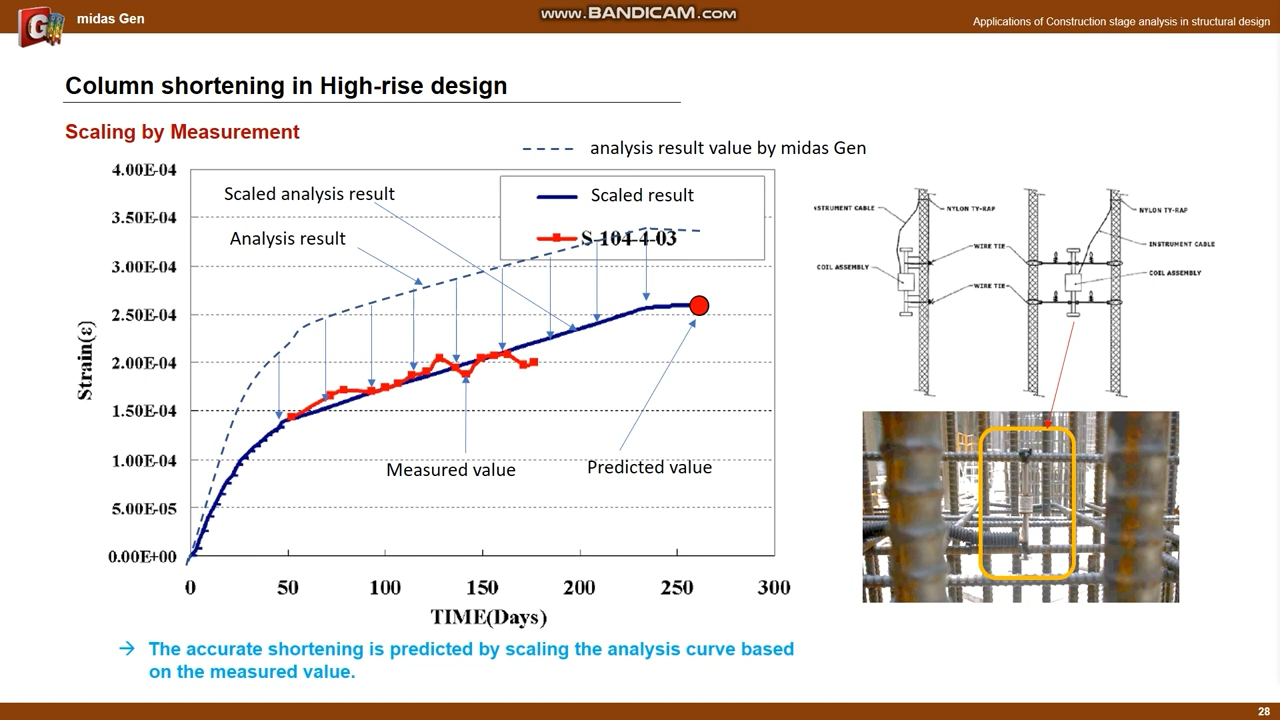 www.BANDICAM.com
midas Gen
Applications of Construction stage analysis in structural design
Column shortening in High-rise design
Scaling by Measurement
analysis result value by midas Gen
4.00E-04
3.50E-04
3.00E-04
2.50E-04
2.00E-04
1.50E-04
1.00E-04
5.00E-05
0.00E+00
Strain(ε)
Scaled analysis result
Analysis result
Scaled result
S-104-4-03
Measured value
Predicted value
0 50 100 150 200 250 300
TIME(Days)
NSTRUMENT CABLE
NYLON TY-RAP
NYLON TY-RAP
WIRE TIE
INSTRUMENT CABLE
COIL ASSEMBLY
COIL ASSEMBLY
WIRE TIE
→ The accurate shortening is predicted by scaling the analysis curve based
on the measured value.
28